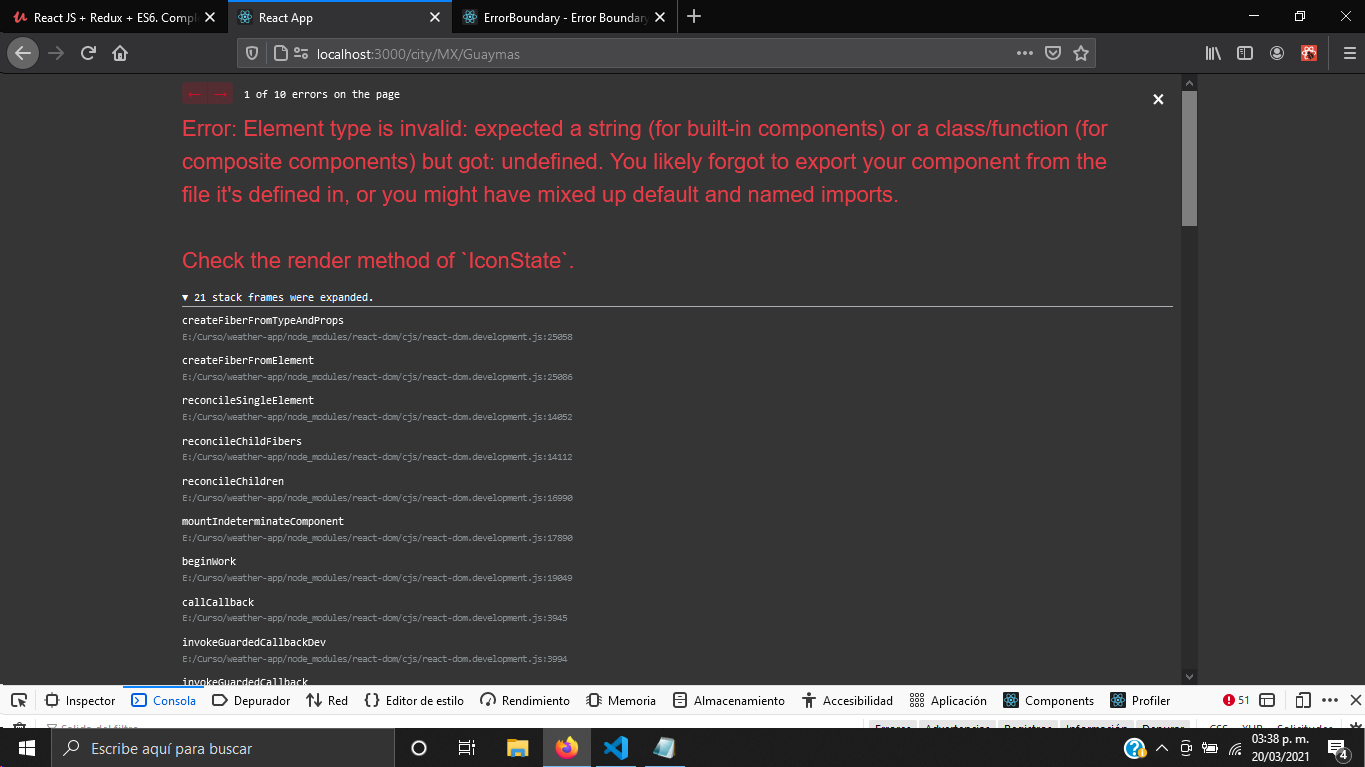 React JS + Redux + ES6. Compl
React App
ErrorBoundary - Error Boundary
localhost:3000/city/MX/Guaymas
← → 1 of 10 errors on the page
Error: Element type is invalid: expected a string (for built-in components) or a class/function (for
composite components) but got: undefined. You likely forgot to export your component from the
file it's defined in, or you might have mixed up default and named imports.
Check the render method of `IconState`.
▼ 21 stack frames were expanded.
createFiberFromTypeAndProps
E:/Curso/weather-app/node_modules/react-dom/cjs/react-dom.development.js:25058
createFiberFromElement
E:/Curso/weather-app/node_modules/react-dom/cjs/react-dom.development.js:25086
reconcileSingleElement
E:/Curso/weather-app/node_modules/react-dom/cjs/react-dom.development.js:14052
reconcileChildFibers
E:/Curso/weather-app/node_modules/react-dom/cjs/react-dom.development.js:14112
reconcileChildren
E:/Curso/weather-app/node_modules/react-dom/cjs/react-dom.development.js:16990
mountIndeterminateComponent
E:/Curso/weather-app/node_modules/react-dom/cjs/react-dom.development.js:17890
beginWork
E:/Curso/weather-app/node_modules/react-dom/cjs/react-dom.development.js:19049
callCallback
E:/Curso/weather-app/node_modules/react-dom/cjs/react-dom.development.js:3945
invokeGuardedCallbackDev
E:/Curso/weather-app/node_modules/react-dom/cjs/react-dom.development.js:3994
invokeGuardedCallback
Inspector Consola Depurador Red Editor de estilo Rendimiento Memoria Almacenamiento Accesibilidad Aplicación Components Profiler 51
Salida del filtro Errores Advertencias Registros Información Depurar CSS XHR Solicitudes
Escribe aquí para buscar
03:38 p. m.
20/03/2021
4